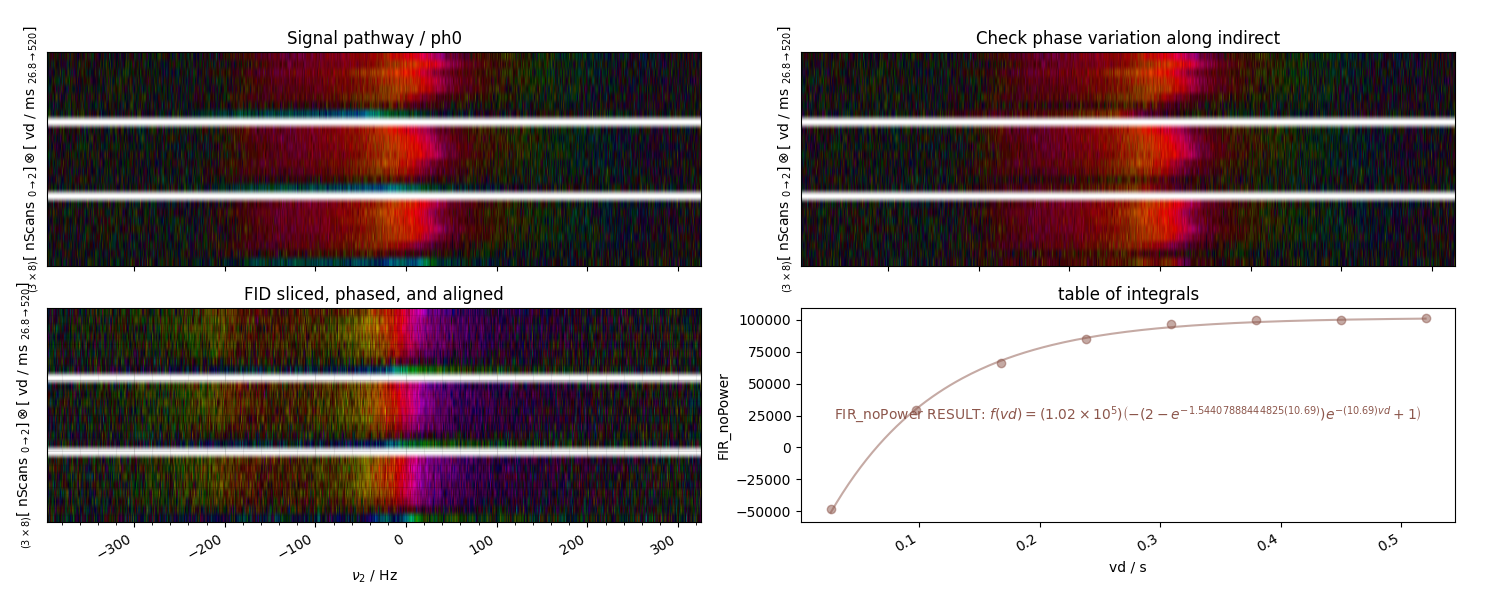 Signal pathway / ph0
(3 × 8)[ nScans 0→2] ⊗ [ vd / ms 26.8→520]
Check phase variation along indirect
(3 × 8)[ nScans 0→2] ⊗ [ vd / ms 26.8→520]
FID sliced, phased, and aligned
(3 × 8)[ nScans 0→2] ⊗ [ vd / ms 26.8→520]
−300 −200 −100 0 100 200 300
ν₂ / Hz
table of integrals
FIR_noPower
100000
75000
50000
25000
0
−25000
−50000
FIR_noPower RESULT: f(vd) = (1.02 × 10⁵) (−(2 − e^{−1.54407888444825(10.69)})e^{−(10.69)vd} + 1)
0.1 0.2 0.3 0.4 0.5
vd / s